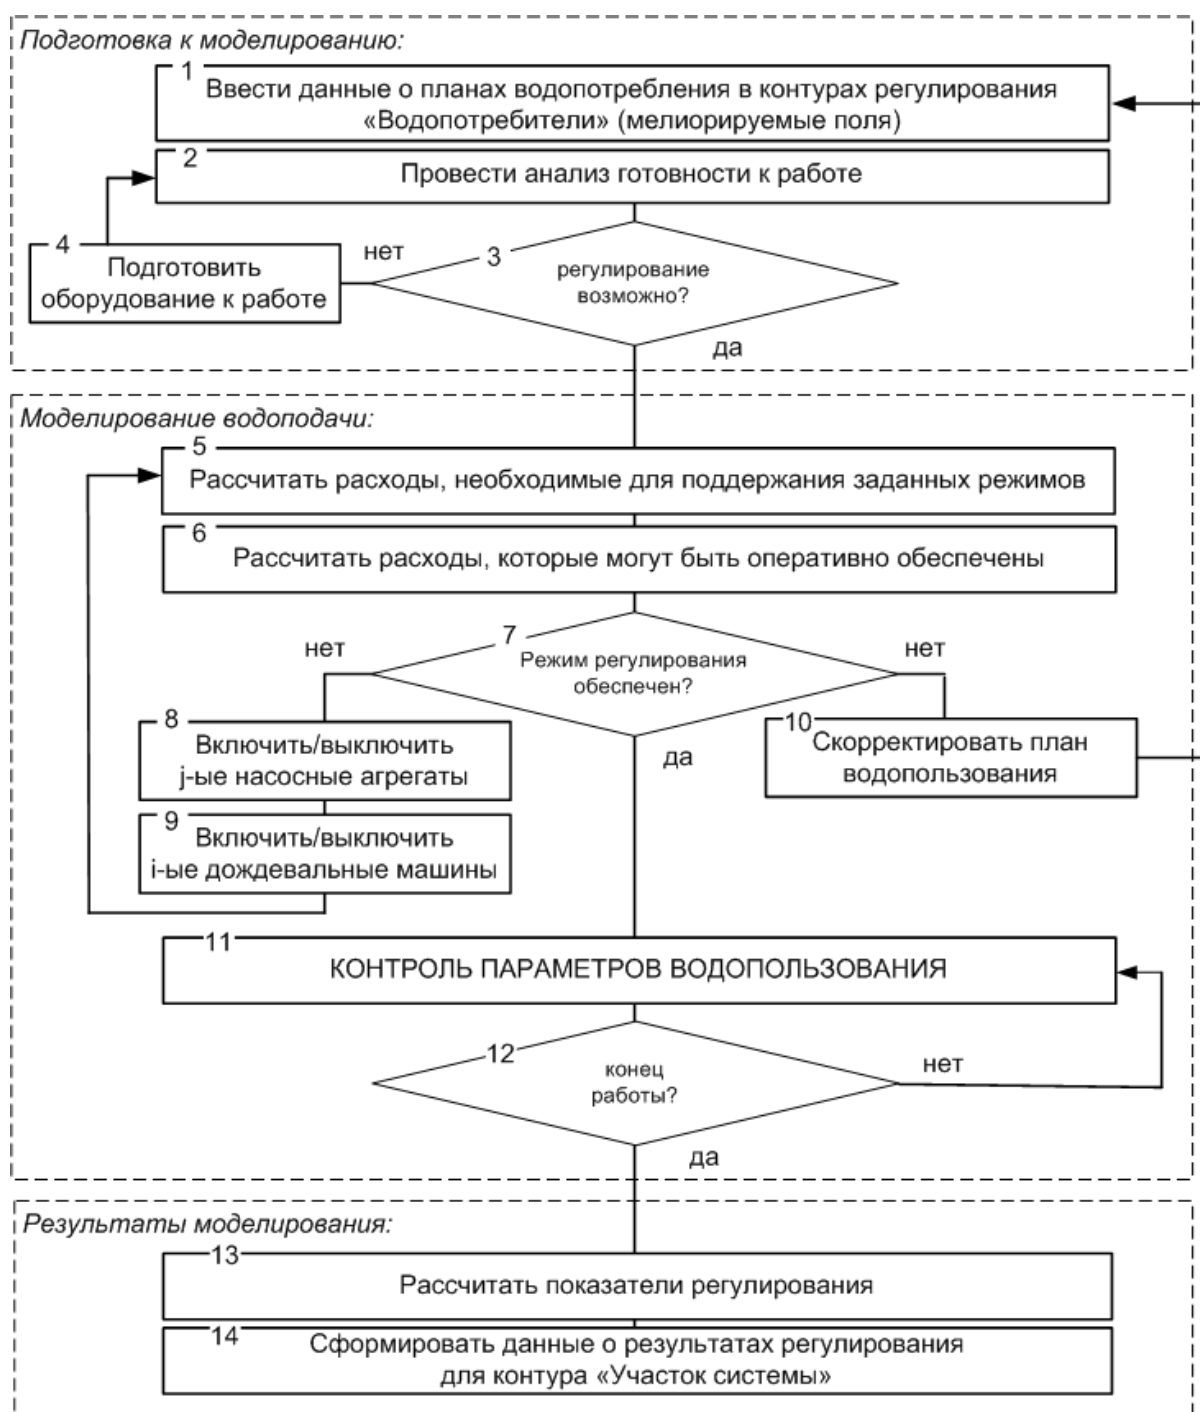 Подготовка к моделированию:
1
Ввести данные о планах водопотребления в контурах регулирования
«Водопотребители» (мелиорируемые поля)
2
Провести анализ готовности к работе
4
Подготовить
оборудование к работе
нет
3
регулирование
возможно?
да
Моделирование водоподачи:
5
Рассчитать расходы, необходимые для поддержания заданных режимов
6
Рассчитать расходы, которые могут быть оперативно обеспечены
нет
7
Режим регулирования
обеспечен?
нет
да
8
Включить/выключить
j-ые насосные агрегаты
10
Скорректировать план
водопользования
9
Включить/выключить
i-ые дождевальные машины
11
КОНТРОЛЬ ПАРАМЕТРОВ ВОДОПОЛЬЗОВАНИЯ
12
конец
работы?
нет
да
Результаты моделирования:
13
Рассчитать показатели регулирования
14
Сформировать данные о результатах регулирования
для контура «Участок системы»